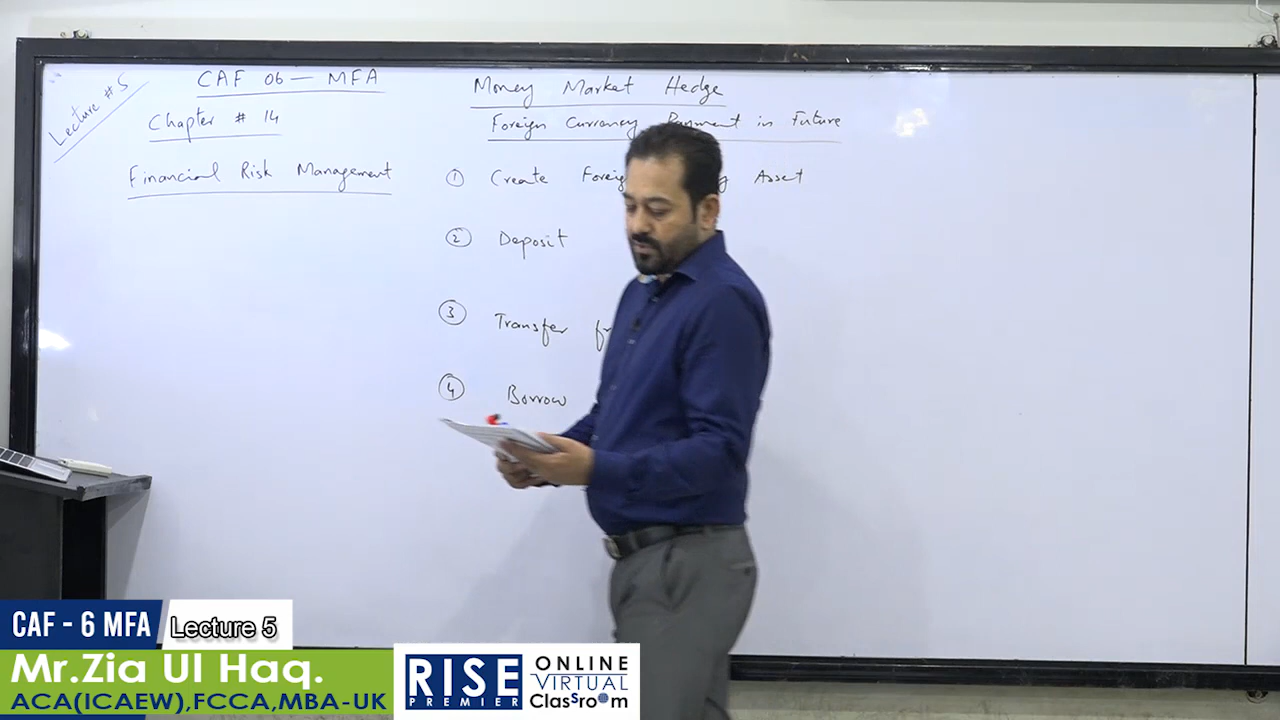 Lecture #5
CAF 06 — MFA
Chapter # 14
Financial Risk Management
Money Market Hedge
Foreign Currency Payment in Future
① Create Foreign Asset
② Deposit
③ Transfer
④ Borrow
CAF - 6 MFA
Lecture 5
Mr.Zia Ul Haq.
ACA(ICAEW),FCCA,MBA-UK
RISE
PREMIER
ONLINE
VIRTUAL
Classroom